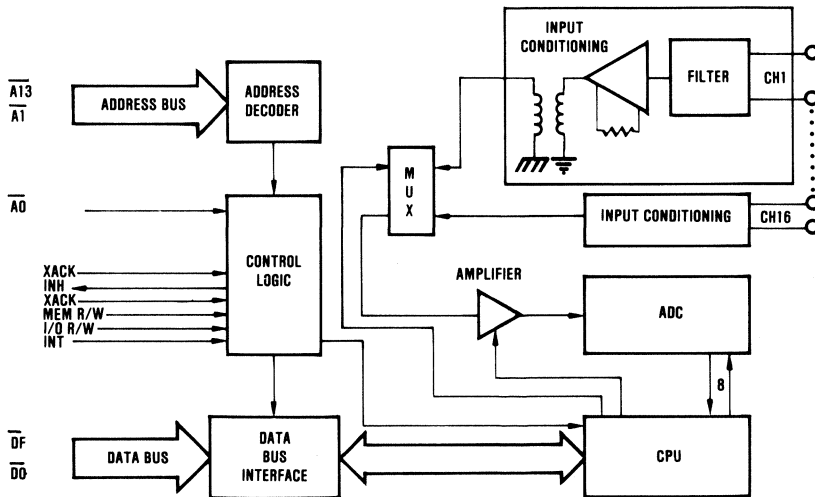 INPUT
CONDITIONING
FILTER
CH1
A13
A1
ADDRESS BUS
ADDRESS
DECODER
M
U
X
A0
INPUT CONDITIONING
CH16
CONTROL
LOGIC
XACK
INH
XACK
MEM R/W
I/O R/W
INT
AMPLIFIER
ADC
8
DF
D0
DATA BUS
DATA
BUS
INTERFACE
CPU